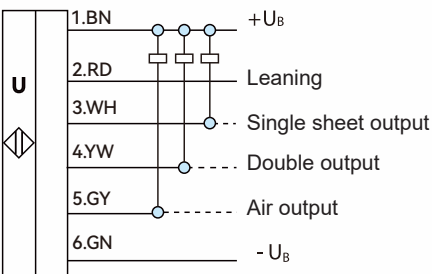 1.BN
+UB
2.RD
Leaning
U
3.WH
Single sheet output
4.YW
Double output
5.GY
Air output
6.GN
- UB